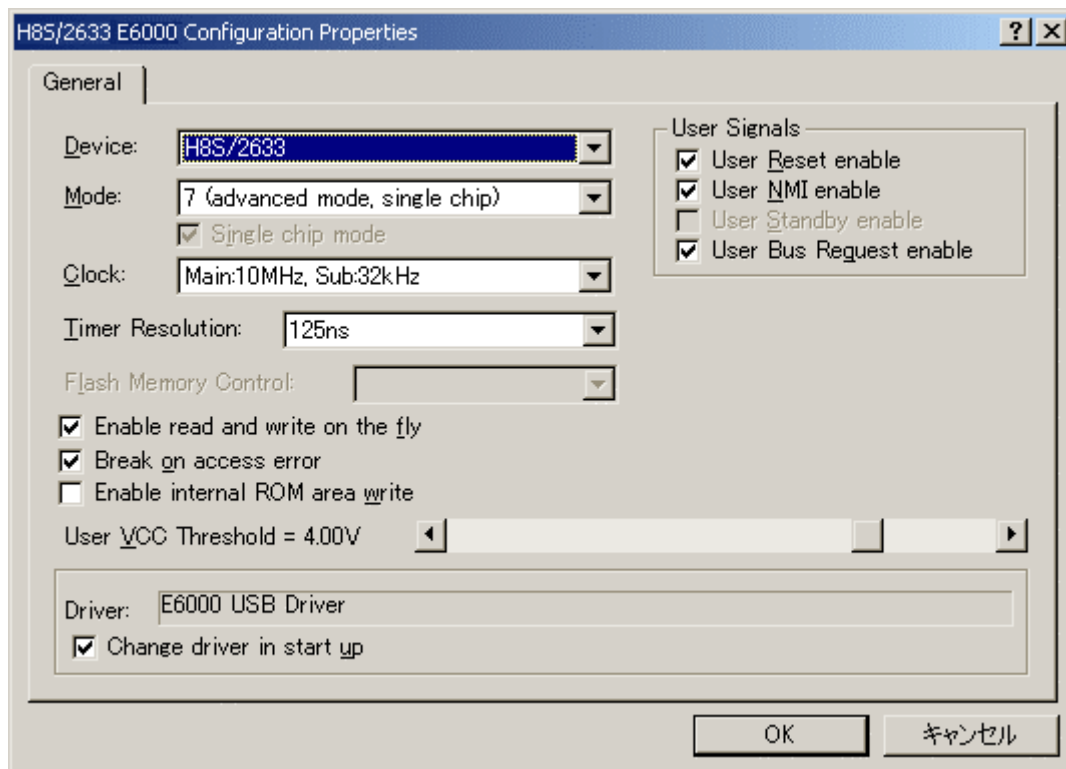 H8S/2633 E6000 Configuration Properties
General
Device: H8S/2633
Mode: 7 (advanced mode, single chip)
Single chip mode
Clock: Main:10MHz, Sub:32kHz
Timer Resolution: 125ns
Flash Memory Control:
Enable read and write on the fly
Break on access error
Enable internal ROM area write
User VCC Threshold = 4.00V
User Signals
User Reset enable
User NMI enable
User Standby enable
User Bus Reguest enable
Driver: E6000 USB Driver
Change driver in start up
OK
キャンセル